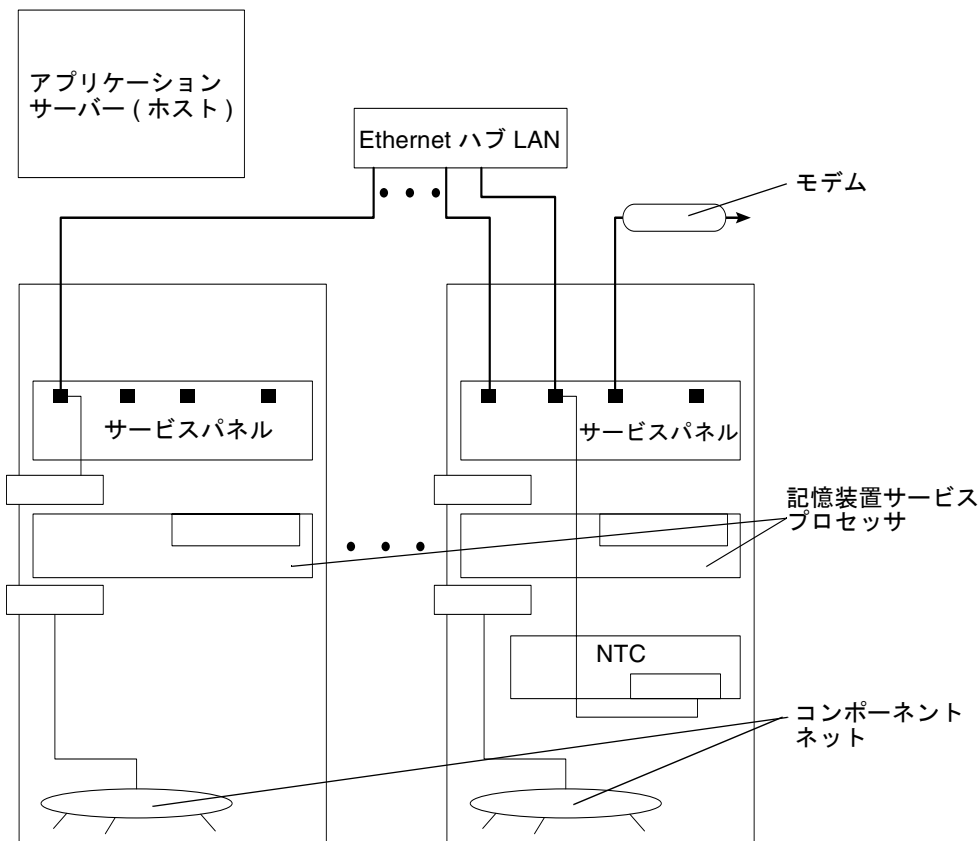 アプリケーション
サーバー ( ホスト )
Ethernet ハブ LAN
モデム
サービスパネル
サービスパネル
記憶装置サービス
プロセッサ
NTC
コンポーネント
ネット